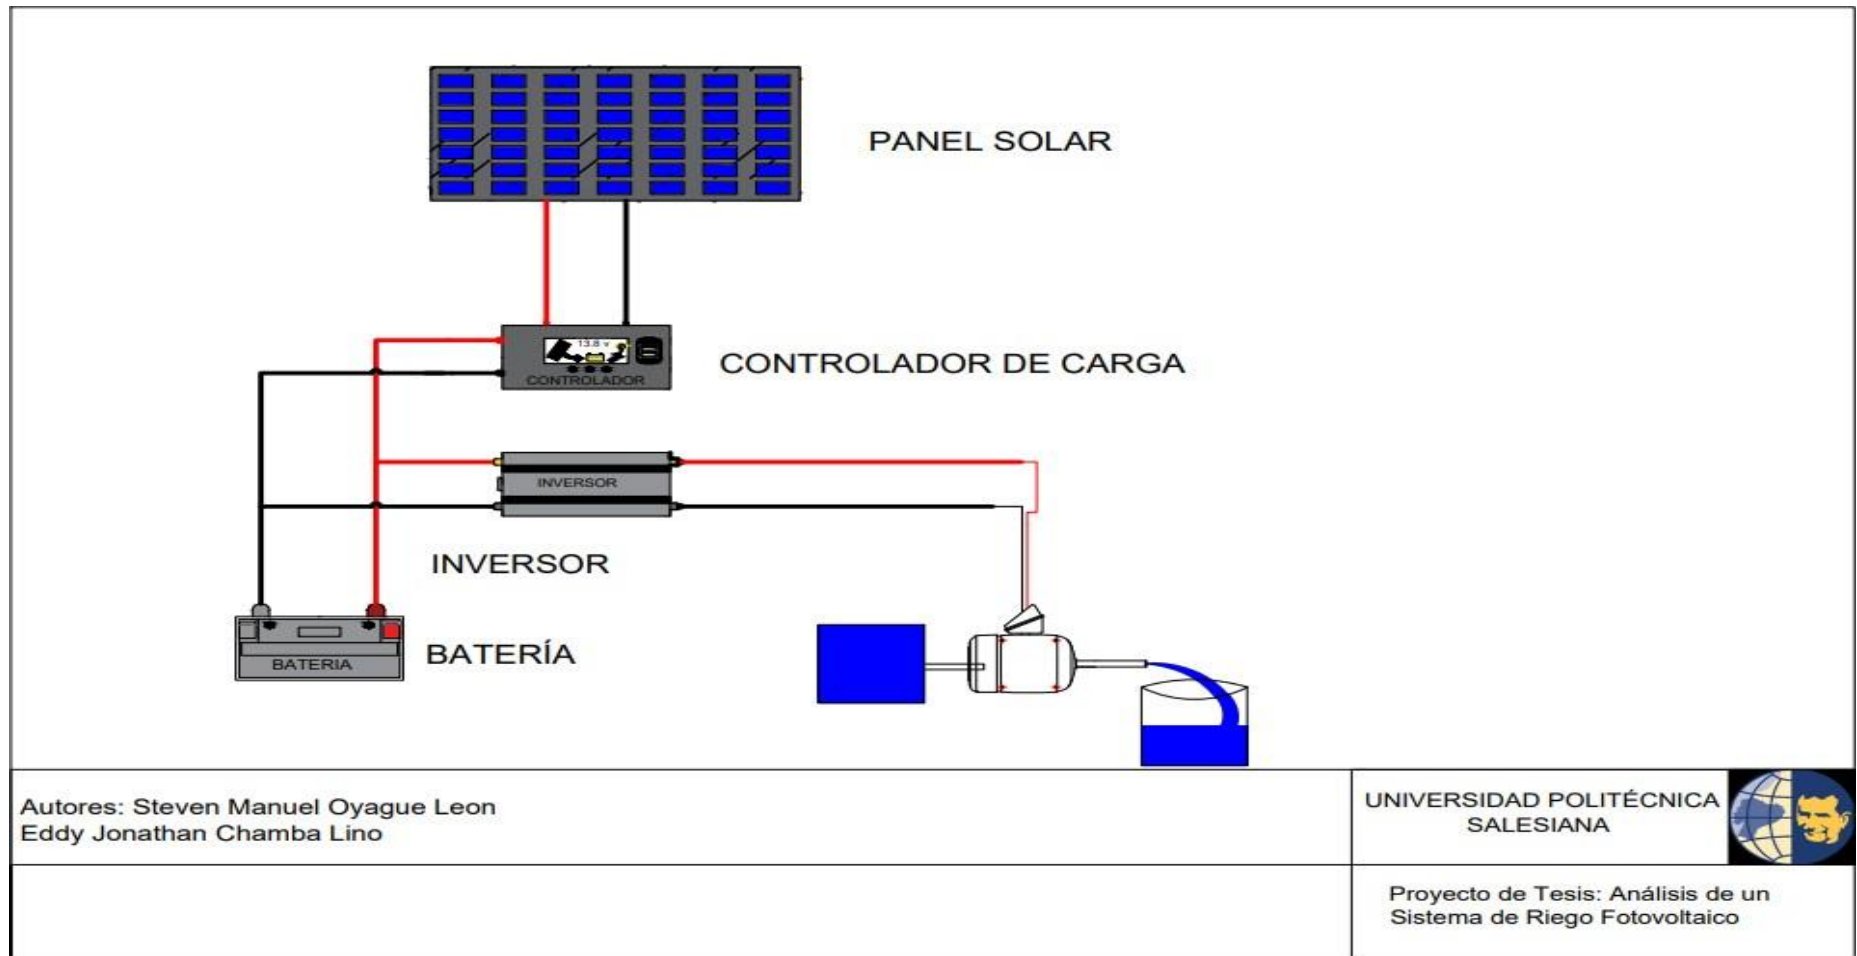 PANEL SOLAR
13.8 v
CONTROLADOR
CONTROLADOR DE CARGA
INVERSOR
INVERSOR
BATERIA
BATERÍA
Autores: Steven Manuel Oyague Leon
Eddy Jonathan Chamba Lino
UNIVERSIDAD POLITÉCNICA
SALESIANA
Proyecto de Tesis: Análisis de un
Sistema de Riego Fotovoltaico